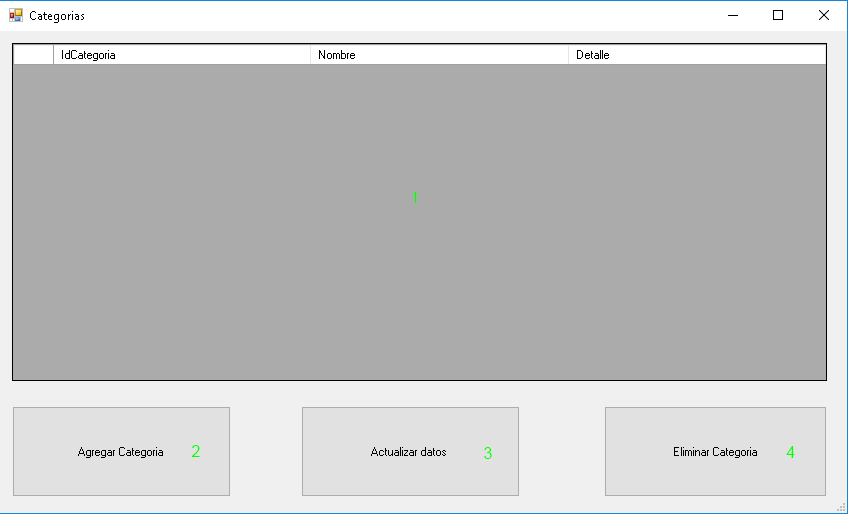 Categorias
IdCategoria Nombre Detalle
1
Agregar Categoria 2 Actualizar datos 3 Eliminar Categoria 4